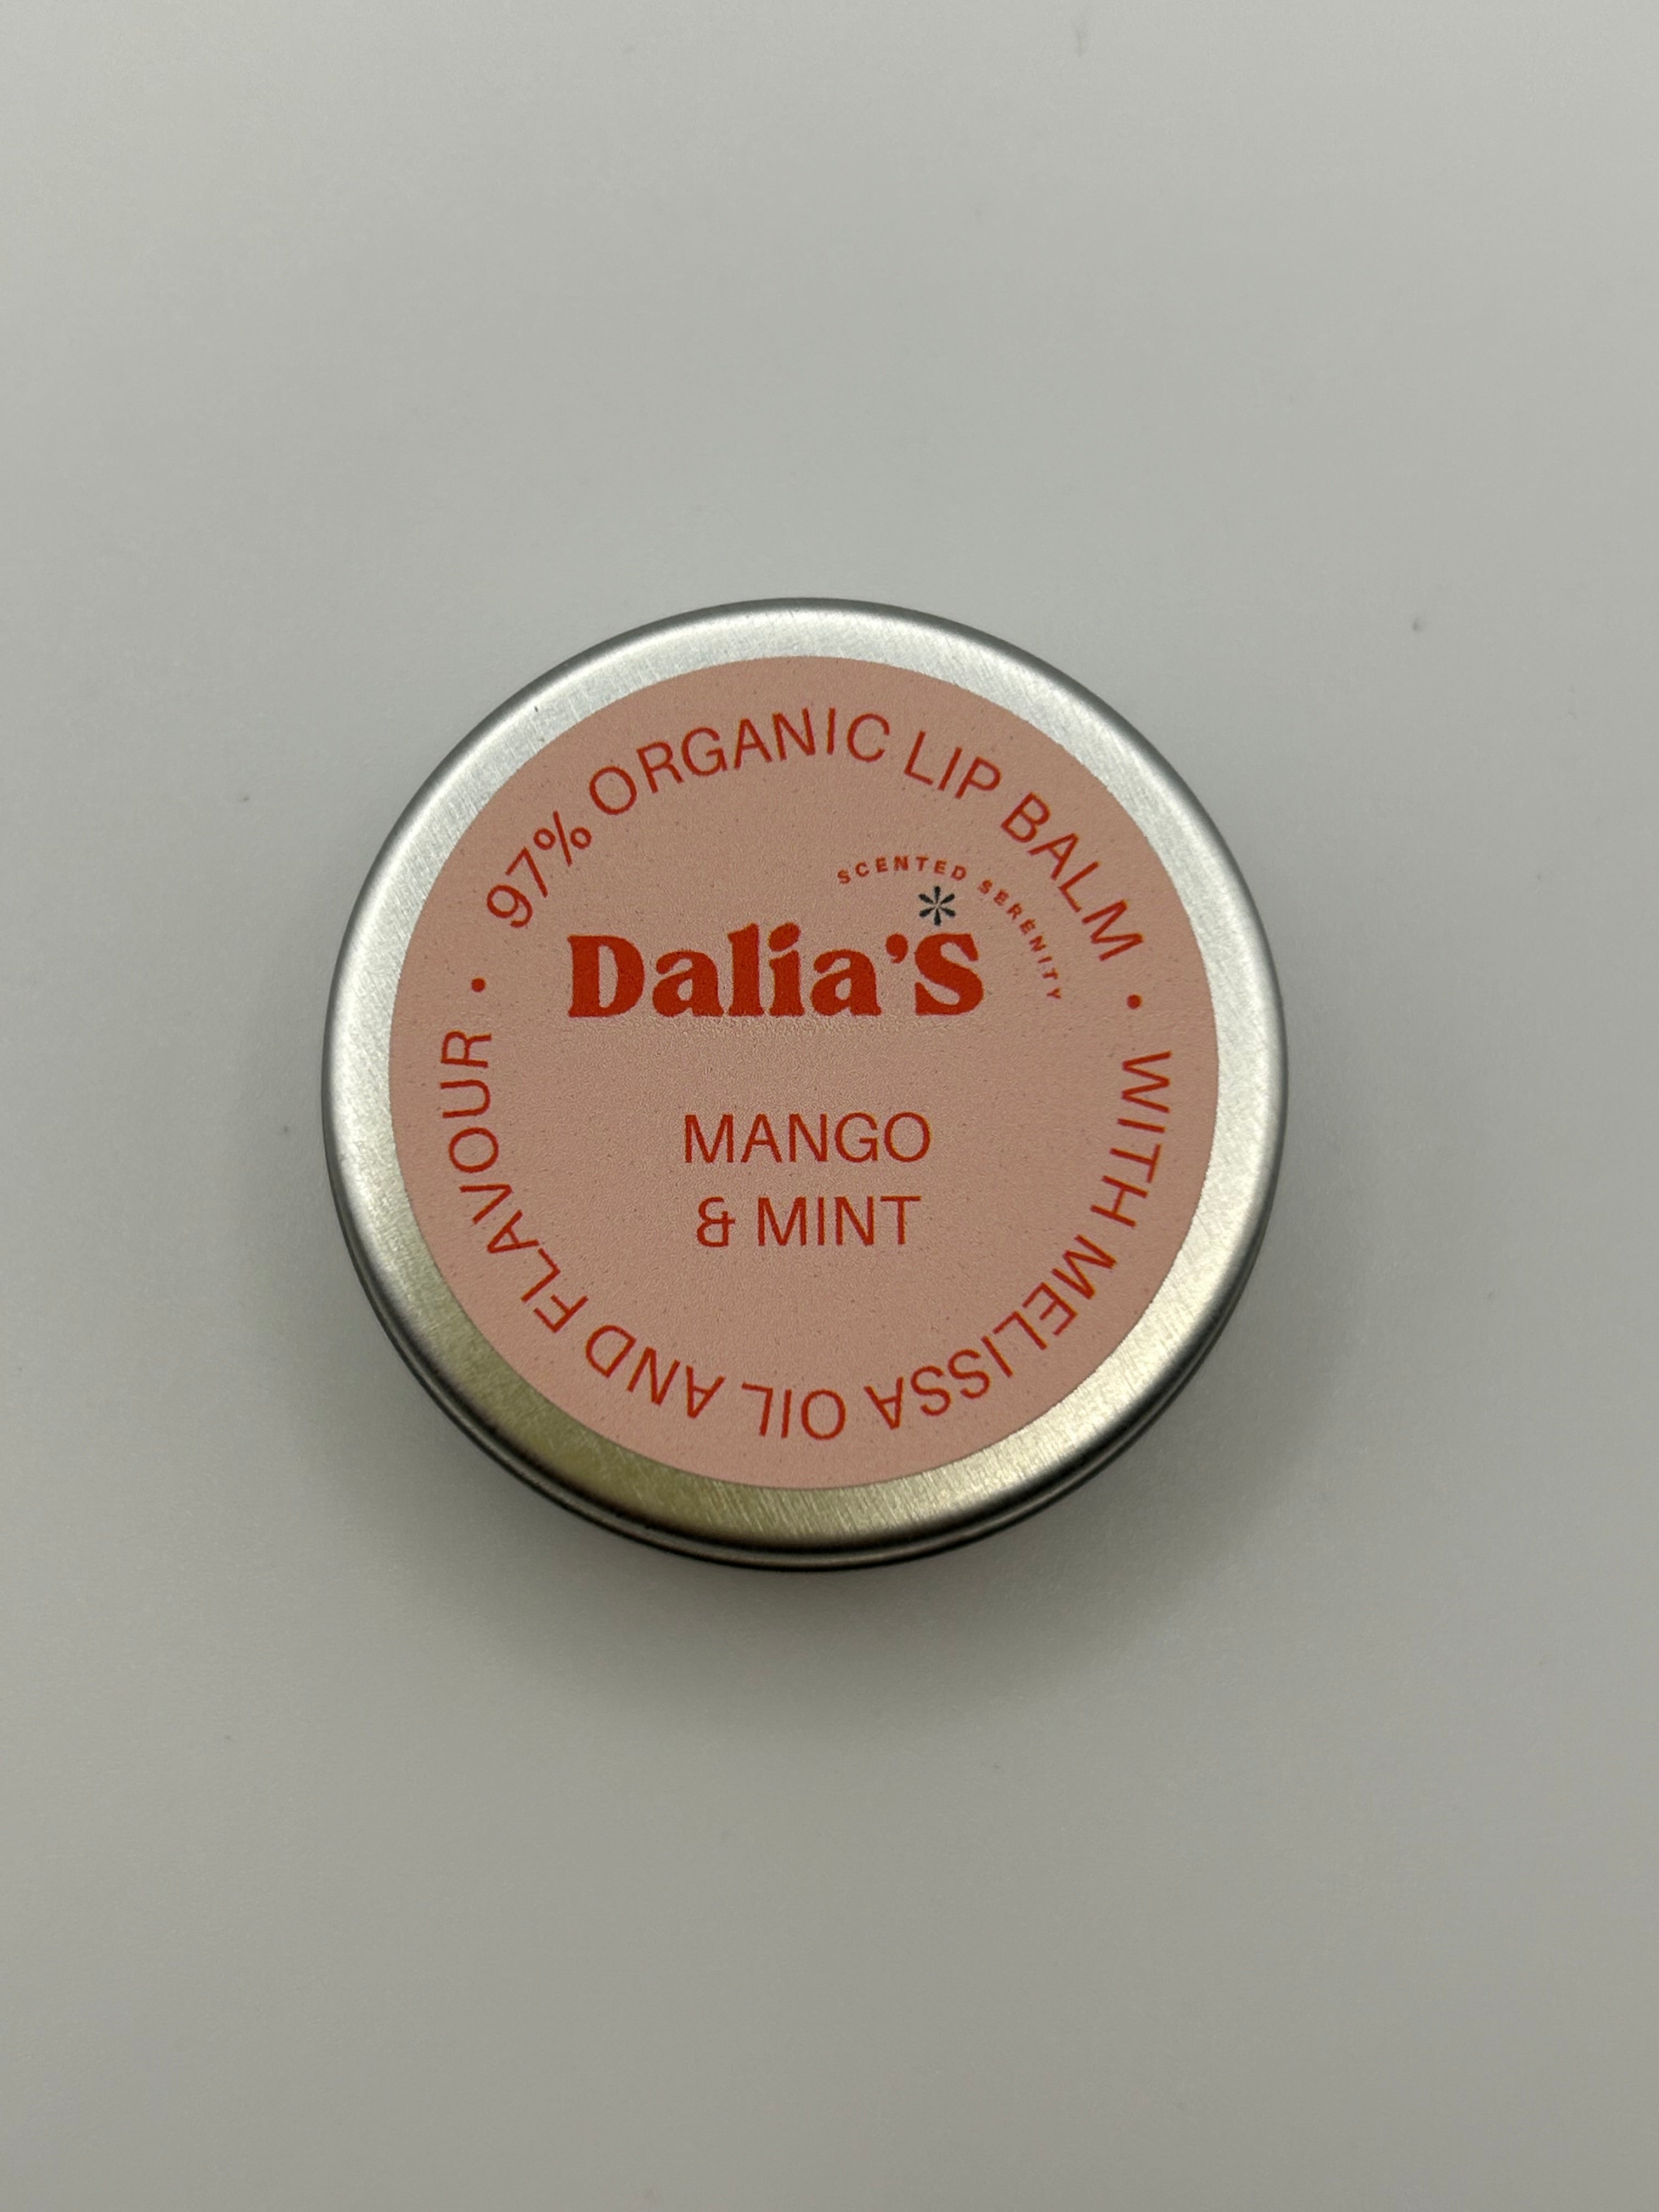 97% ORGANIC LIP BALM • WITH MELISSA OIL AND FLAVOUR •
SCENTED SERENITY
Dalia's
MANGO
& MINT